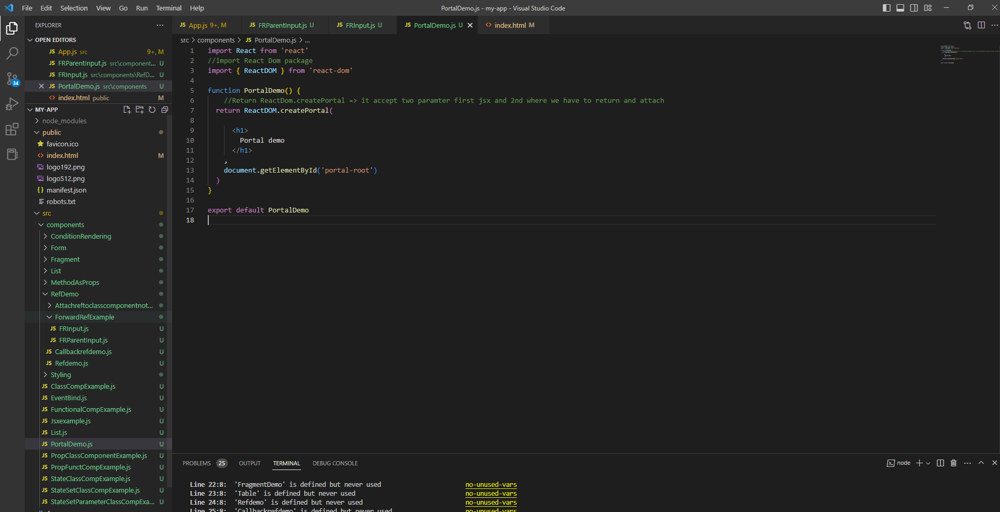 File Edit Selection View Go Run Terminal Help
PortalDemo.js - my-app - Visual Studio Code
EXPLORER
OPEN EDITORS
JS App.js src 9+, M
JS FRParentInput.js src\component... U
JS FRInput.js src\components\RefD... U
JS PortalDemo.js src\components U
<> index.html public M
34
MY-APP
node_modules
public
favicon.ico
<> index.html M
logo192.png
logo512.png
{} manifest.json
robots.txt
src
components
ConditionRendering
Form
Fragment
List
MethodAsProps
RefDemo
Attachreftoclasscomponentnot...
ForwardRefExample
JS FRInput.js U
JS FRParentInput.js U
JS Callbackrefdemo.js U
JS Refdemo.js U
Styling
JS ClassCompExample.js U
JS EventBind.js U
JS FunctionalCompExample.js U
JS Jsxexample.js U
JS List.js U
JS PortalDemo.js U
JS PropClassComponentExample.js U
JS PropFunctCompExample.js U
JS StateClassCompExample.js U
JS StateSetClassCompExample.js U
JS StateSetParameterClassCompExa... U
JS App.js 9+, M JS FRParentInput.js U JS FRInput.js U JS PortalDemo.js U <> index.html M
src > components > JS PortalDemo.js > ...
1 import React from 'react'
2 //import React Dom package
3 import { ReactDOM } from 'react-dom'
4
5 function PortalDemo() {
6 //Return ReactDom.createPortal => it accept two paramter first jsx and 2nd where we have to return and attach
7 return ReactDOM.createPortal(
8
9 <h1>
10 Portal demo
11 </h1>
12 ,
13 document.getElementById('portal-root')
14 )
15 }
16
17 export default PortalDemo
18
PROBLEMS 25 OUTPUT TERMINAL DEBUG CONSOLE
node
Line 22:8: 'FragmentDemo' is defined but never used no-unused-vars
Line 23:8: 'Table' is defined but never used no-unused-vars
Line 24:8: 'Refdemo' is defined but never used no-unused-vars
Line 25:8: 'Callbackrefdemo' is defined but never used no-unused-vars